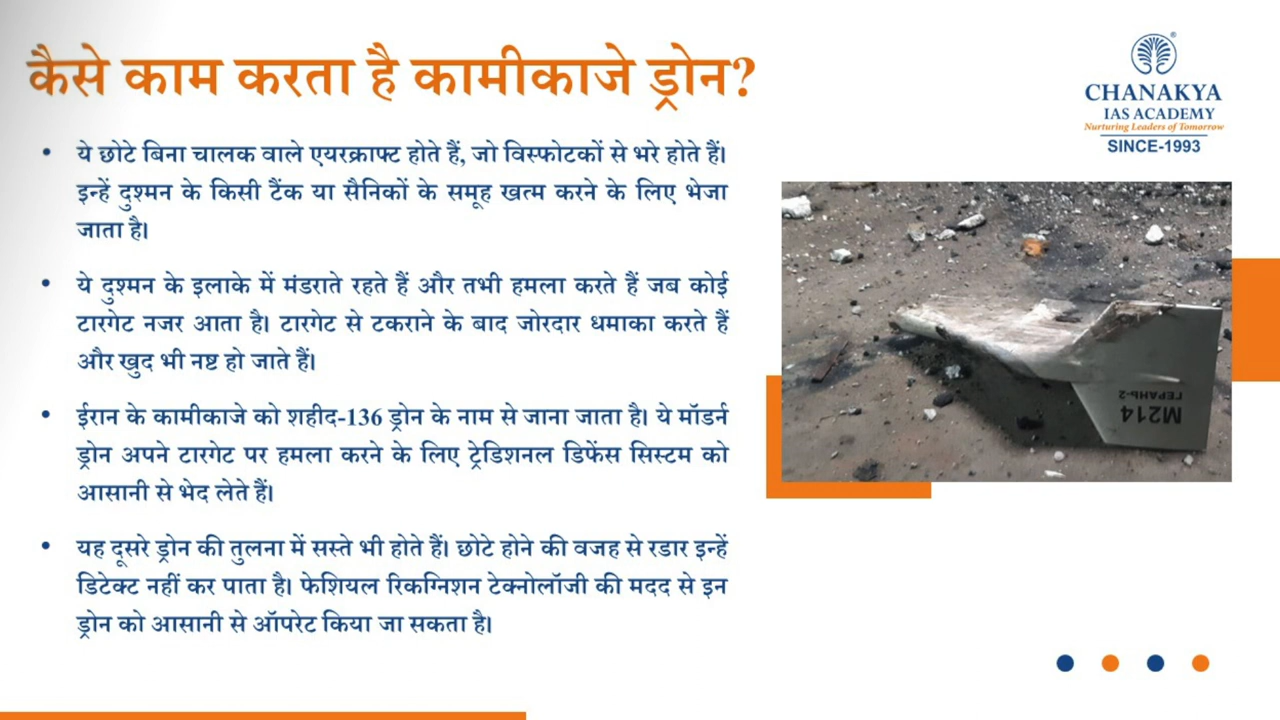 कैसे काम करता है कामीकाजे ड्रोन?
CHANAKYA
IAS ACADEMY
Nurturing Leaders of Tomorrow
SINCE-1993
• ये छोटे बिना चालक वाले एयरक्राफ्ट होते हैं, जो विस्फोटकों से भरे होते हैं।
इन्हें दुश्मन के किसी टैंक या सैनिकों के समूह खत्म करने के लिए भेजा
जाता है।
• ये दुश्मन के इलाके में मंडराते रहते हैं और तभी हमला करते हैं जब कोई
टारगेट नजर आता है। टारगेट से टकराने के बाद जोरदार धमाका करते हैं
और खुद भी नष्ट हो जाते हैं।
• ईरान के कामीकाजे को शहीद-136 ड्रोन के नाम से जाना जाता है। ये मॉडर्न
ड्रोन अपने टारगेट पर हमला करने के लिए ट्रेडिशनल डिफेंस सिस्टम को
आसानी से भेद लेते हैं।
• यह दूसरे ड्रोन की तुलना में सस्ते भी होते हैं। छोटे होने की वजह से रडार इन्हें
डिटेक्ट नहीं कर पाता है। फेशियल रिकग्निशन टेक्नोलॉजी की मदद से इन
ड्रोन को आसानी से ऑपरेट किया जा सकता है।
М214
ГЕРАНЬ-2